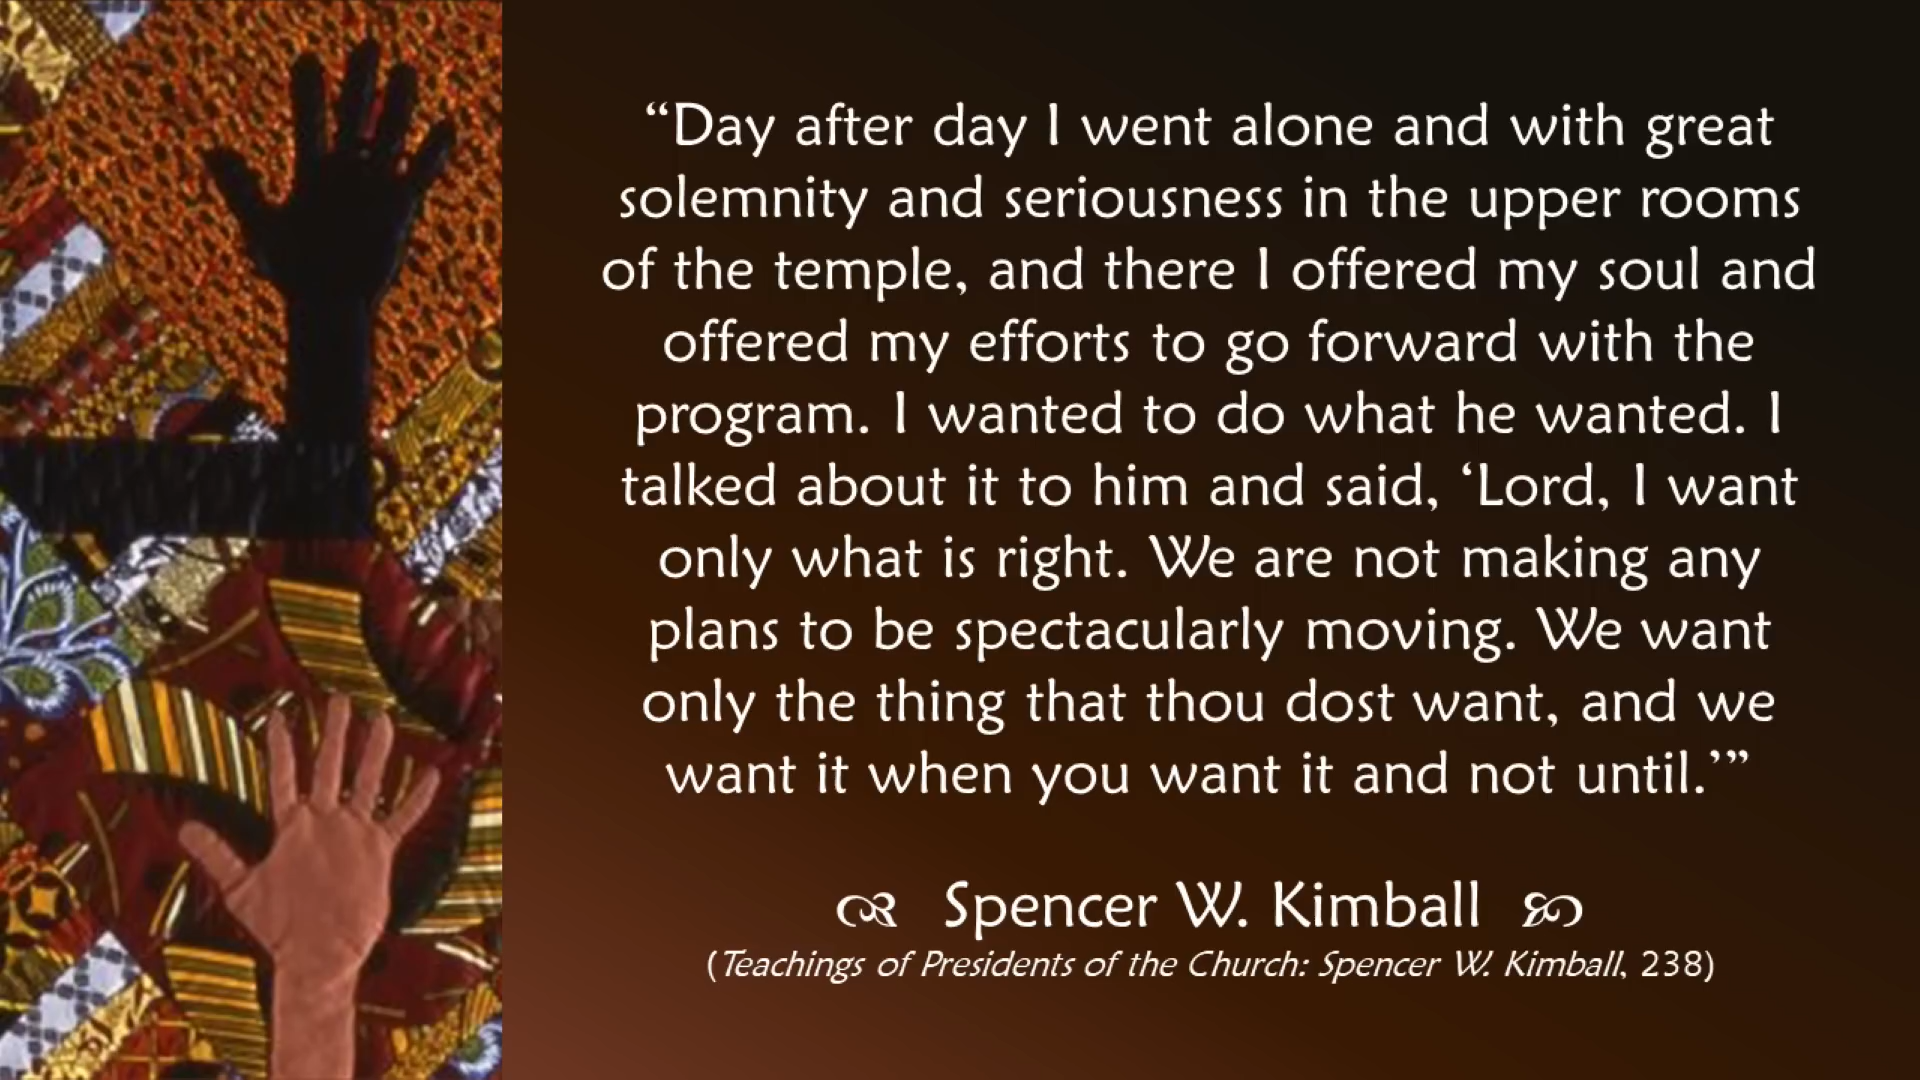 “Day after day I went alone and with great
solemnity and seriousness in the upper rooms
of the temple, and there I offered my soul and
offered my efforts to go forward with the
program. I wanted to do what he wanted. I
talked about it to him and said, ‘Lord, I want
only what is right. We are not making any
plans to be spectacularly moving. We want
only the thing that thou dost want, and we
want it when you want it and not until.’”
Spencer W. Kimball
(Teachings of Presidents of the Church: Spencer W. Kimball, 238)